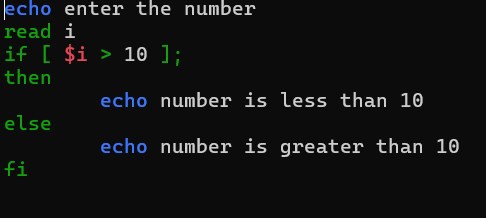 echo enter the number
read i
if [ $i > 10 ];
then
        echo number is less than 10
else
        echo number is greater than 10
fi